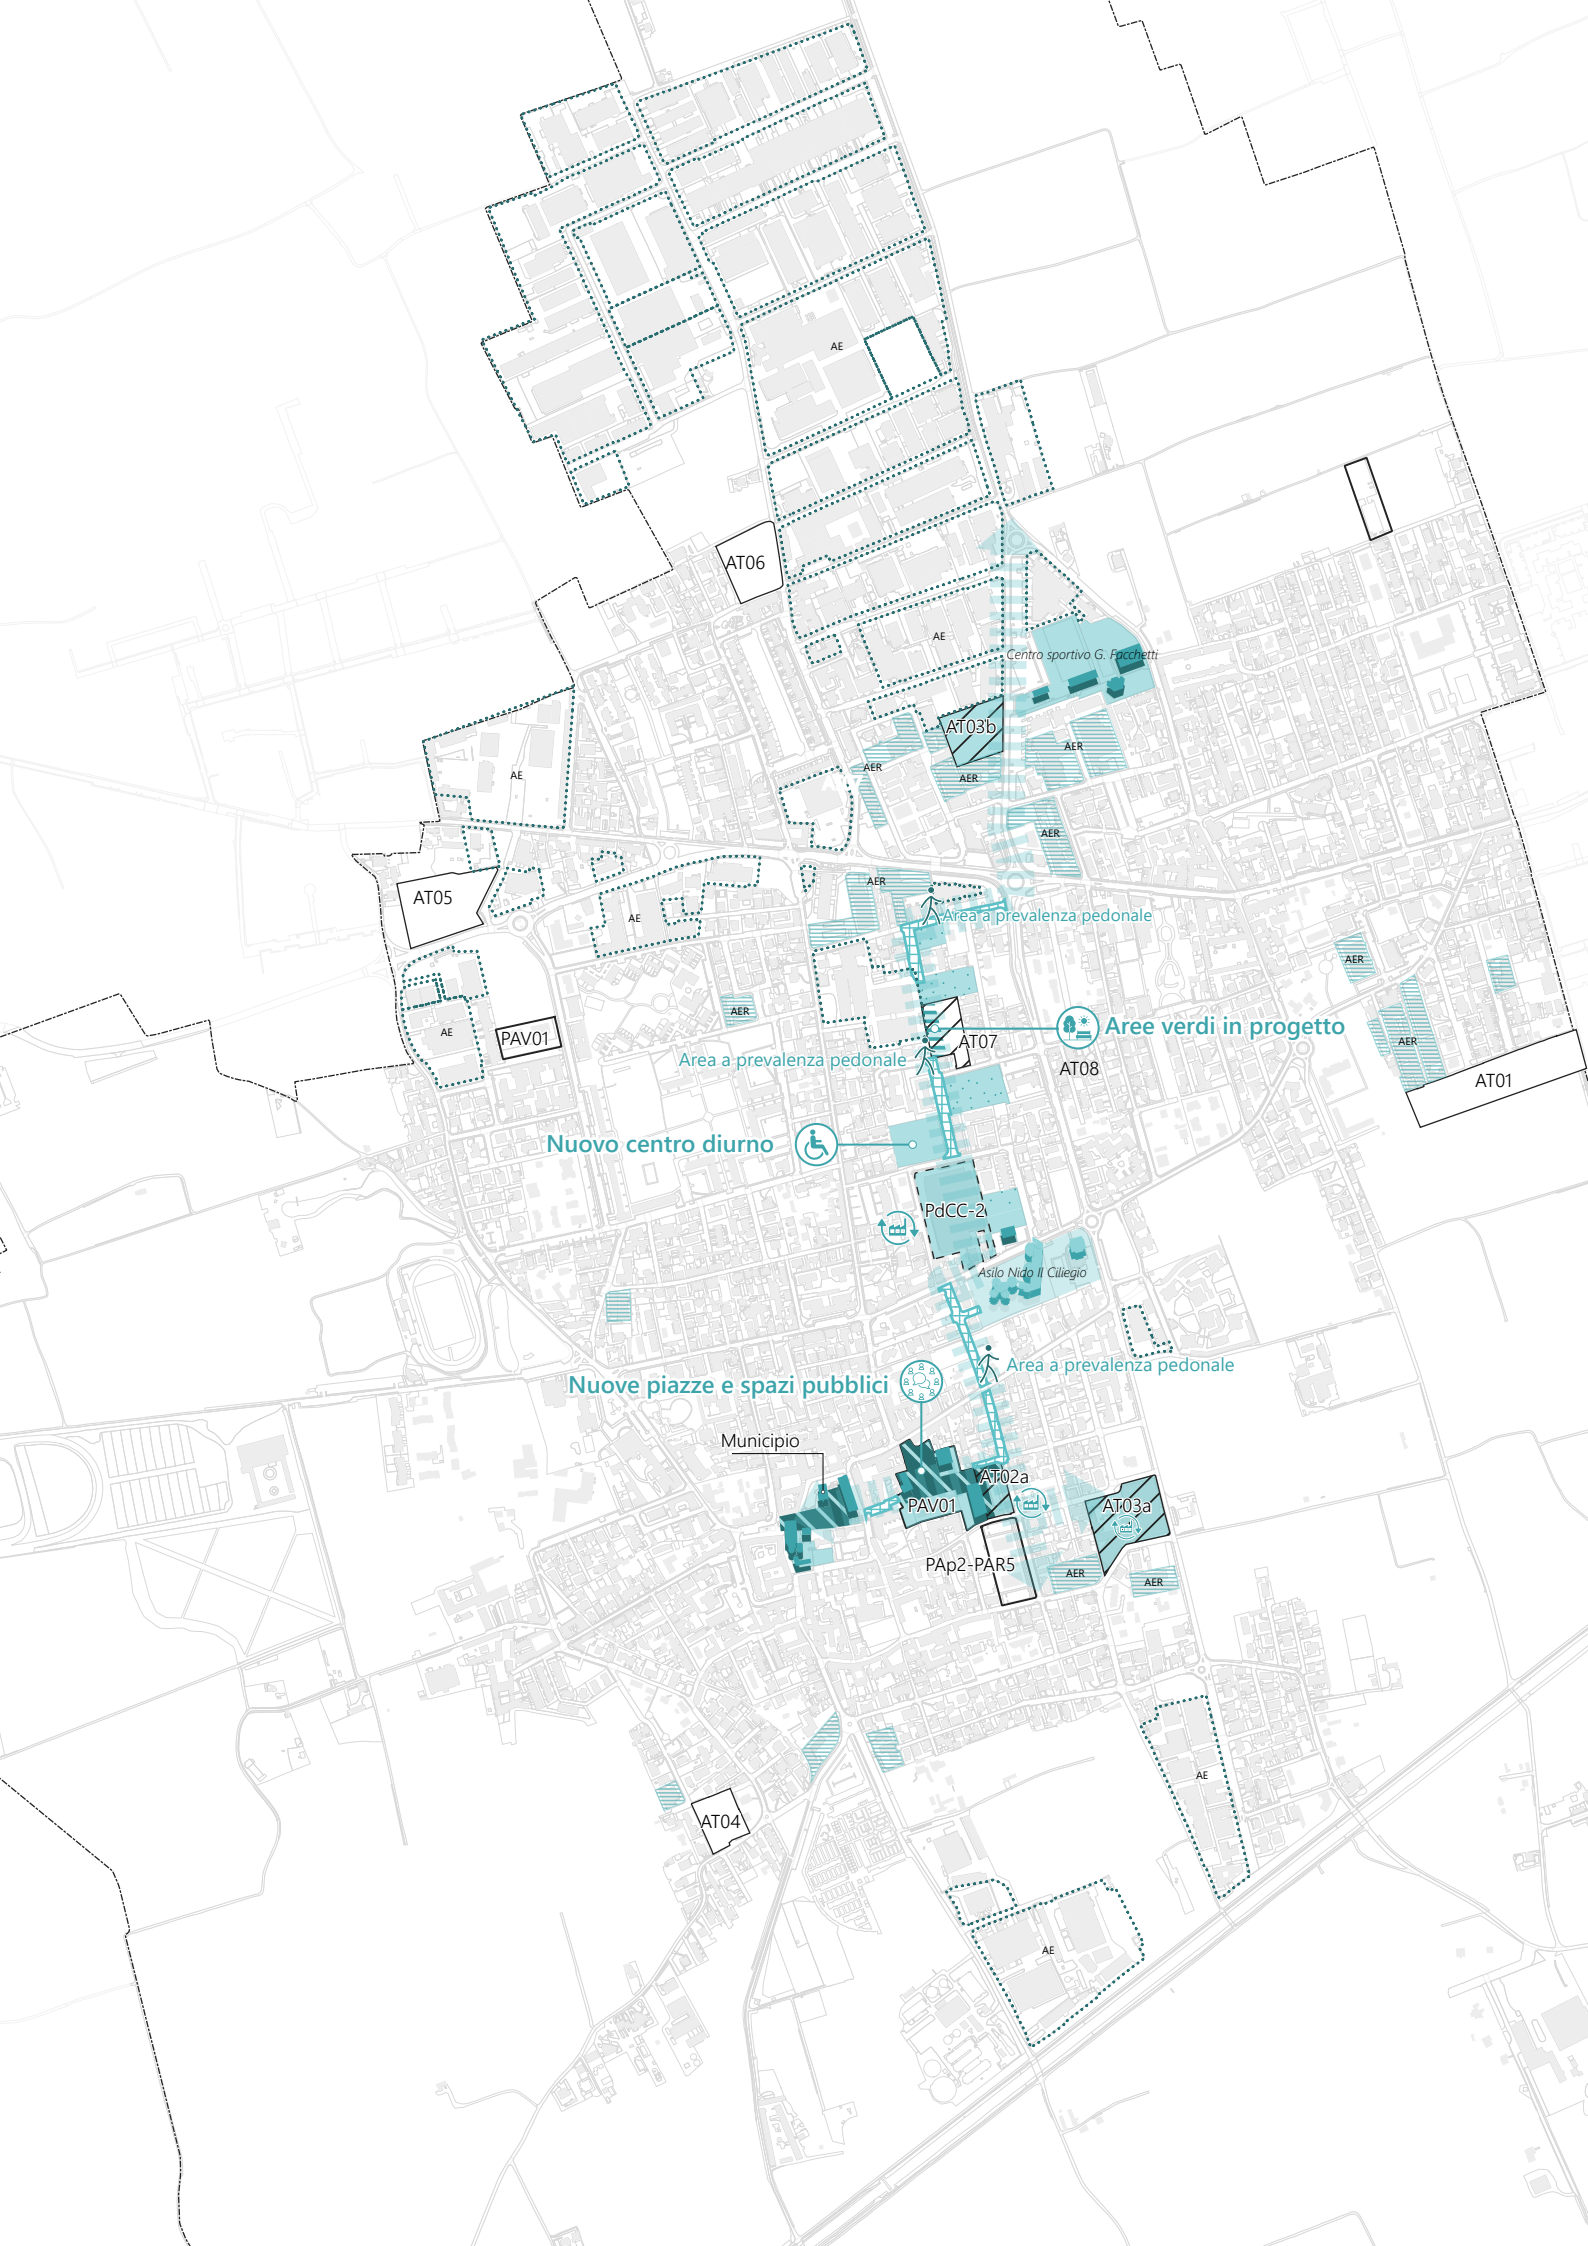 AE
AT06
AE
Centro sportivo G. Facchetti
AT03b
AER
AER
AER
AE
AER
AER
AT05
AE
Area a prevalenza pedonale
AER
AER
Aree verdi in progetto
AE
PAV01
AT07
AER
Area a prevalenza pedonale
AT08
AT01
Nuovo centro diurno
PdCC-2
Asilo Nido Il Ciliegio
Area a prevalenza pedonale
Nuove piazze e spazi pubblici
Municipio
AT02a
PAV01
AT03a
PAp2-PAR5
AER
AER
AE
AT04
AE